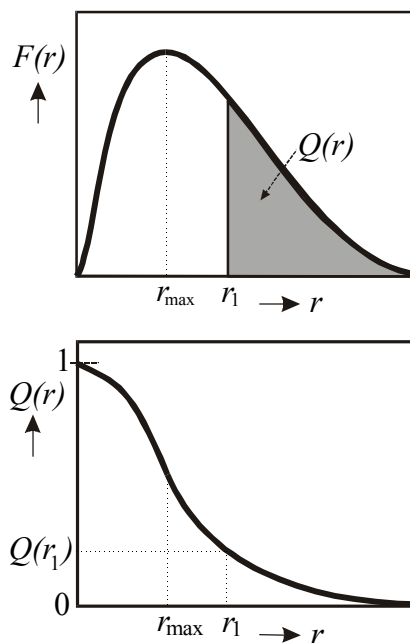 F(r)
Q(r)
r_max r_1 → r
1
Q(r)
Q(r_1)
0
r_max r_1 → r